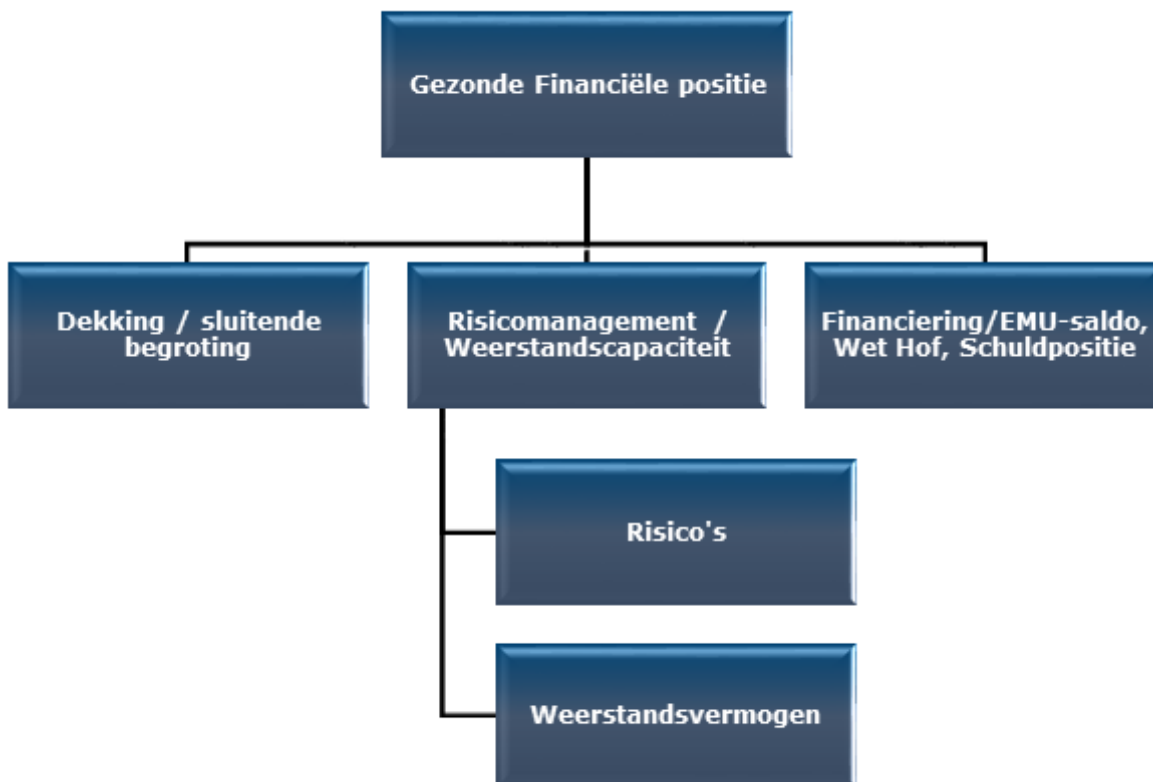 Gezonde Financiële positie
Dekking / sluitende
begroting
Risicomanagement /
Weerstandscapaciteit
Financiering/EMU-saldo,
Wet Hof, Schuldpositie
Risico's
Weerstandsvermogen